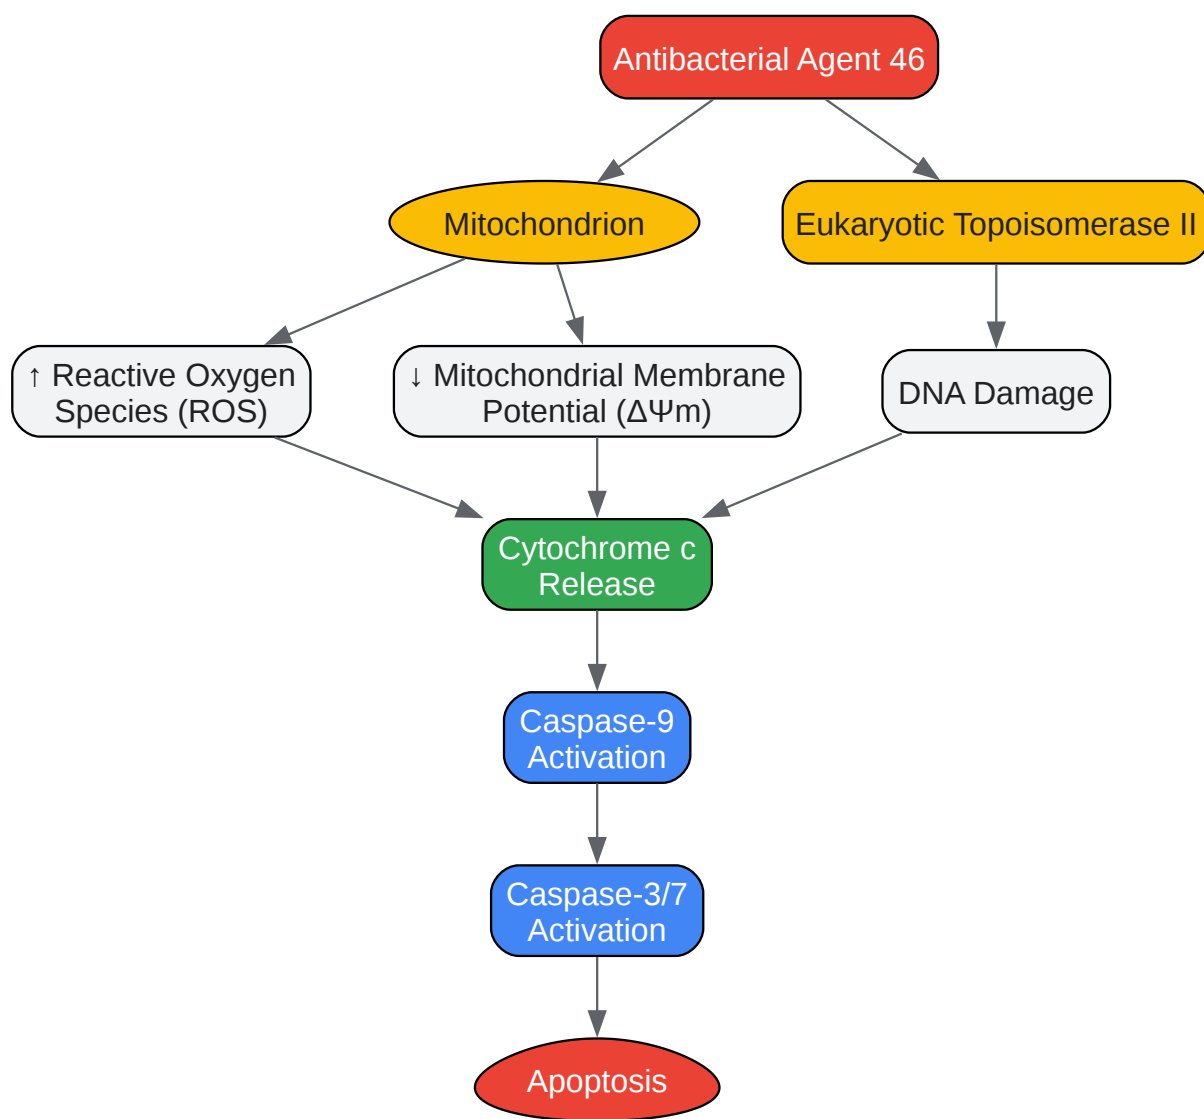 Antibacterial Agent 46
Mitochondrion
Eukaryotic Topoisomerase II
↑ Reactive Oxygen
Species (ROS)
↓ Mitochondrial Membrane
Potential (ΔΨm)
DNA Damage
Cytochrome c
Release
Caspase-9
Activation
Caspase-3/7
Activation
Apoptosis